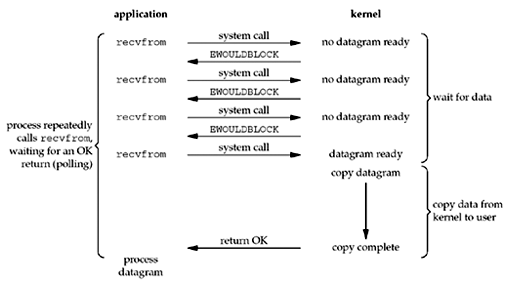 application kernel
recvfrom system call no datagram ready
EWOULDBLOCK
recvfrom system call no datagram ready
EWOULDBLOCK
recvfrom system call no datagram ready
EWOULDBLOCK
recvfrom system call datagram ready
wait for data
process repeatedly
calls recvfrom,
waiting for an OK
return (polling)
copy datagram
copy data from
kernel to user
return OK copy complete
process
datagram